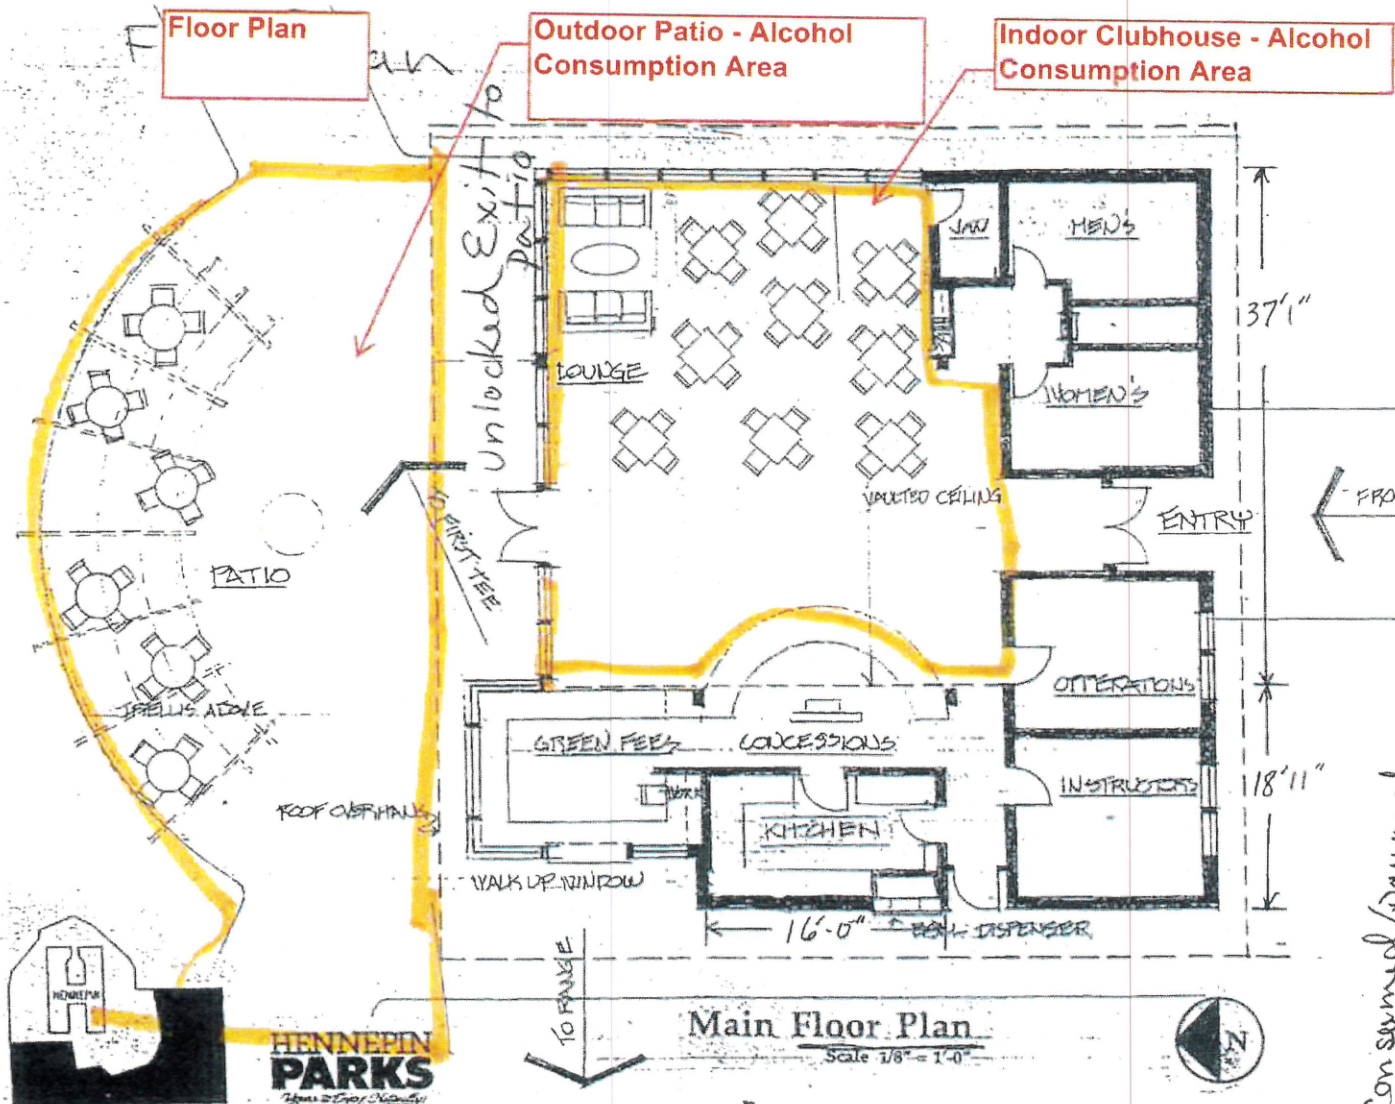 Floor Plan
Outdoor Patio - Alcohol
Consumption Area
Indoor Clubhouse - Alcohol
Consumption Area
Unlocked Exit to
patio
JAN
MEN'S
37'1"
LOUNGE
WOMEN'S
VAULTED CEILING
ENTRY
FRO
TO FIRST TEE
PATIO
TRELLIS ABOVE
GREEN FEES
CONCESSIONS
INSTRUCTORS
18'11"
KITCHEN
ROOF OVERHANG
WALK UP WINDOW
16'-0"
BALL DISPENSER
TO RANGE
HENNEPIN
HENNEPIN
PARKS
Main Floor Plan
Scale 1/8" = 1'-0"
N